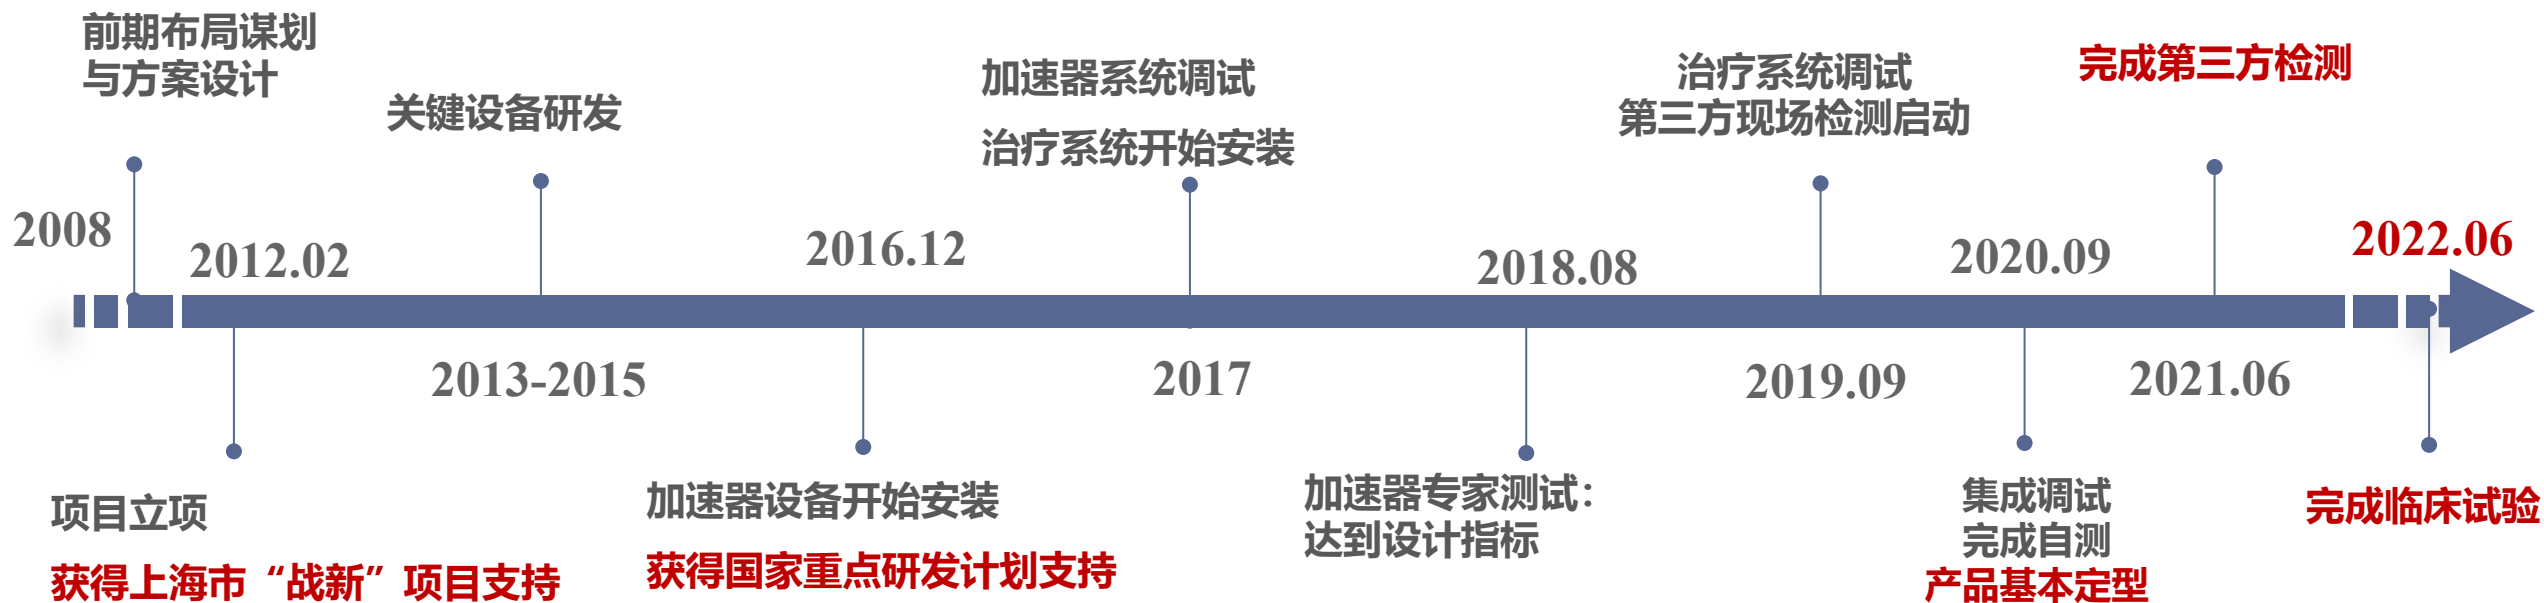 前期布局谋划
与方案设计
2008
2012.02
项目立项
获得上海市“战新”项目支持
关键设备研发
2013-2015
2016.12
加速器设备开始安装
获得国家重点研发计划支持
加速器系统调试
治疗系统开始安装
2017
2018.08
加速器专家测试：
达到设计指标
治疗系统调试
第三方现场检测启动
2019.09
2020.09
集成调试
完成自测
产品基本定型
完成第三方检测
2021.06
2022.06
完成临床试验